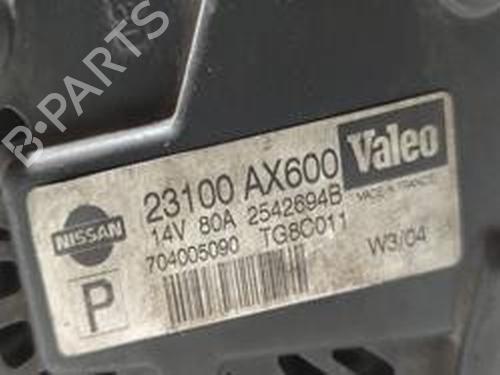 B-PARTS
NISSAN
23100 AX600
Valeo
14V 80A 2542694B
MADE IN FRANCE
704005090 TG8C011
W3/04
P